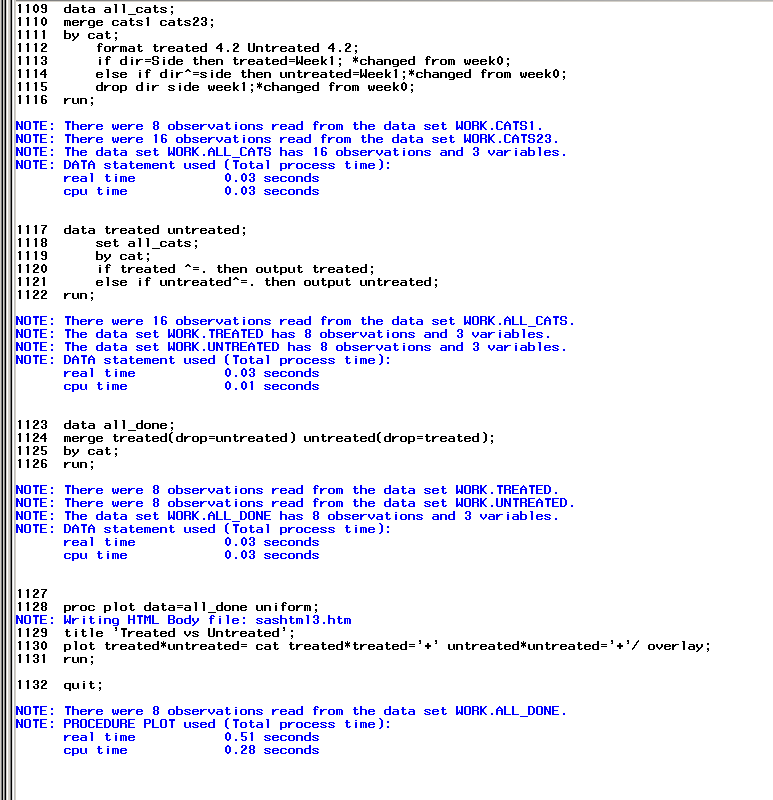 1109  data all_cats;
1110  merge cats1 cats23;
1111  by cat;
1112      format treated 4.2 Untreated 4.2;
1113      if dir=Side then treated=Week1; *changed from week0;
1114      else if dir^=side then untreated=Week1;*changed from week0;
1115      drop dir side week1;*changed from week0;
1116  run;
NOTE: There were 8 observations read from the data set WORK.CATS1.
NOTE: There were 16 observations read from the data set WORK.CATS23.
NOTE: The data set WORK.ALL_CATS has 16 observations and 3 variables.
NOTE: DATA statement used (Total process time):
      real time           0.03 seconds
      cpu time            0.03 seconds
1117  data treated untreated;
1118      set all_cats;
1119      by cat;
1120      if treated ^=. then output treated;
1121      else if untreated^=. then output untreated;
1122  run;
NOTE: There were 16 observations read from the data set WORK.ALL_CATS.
NOTE: The data set WORK.TREATED has 8 observations and 3 variables.
NOTE: The data set WORK.UNTREATED has 8 observations and 3 variables.
NOTE: DATA statement used (Total process time):
      real time           0.03 seconds
      cpu time            0.01 seconds
1123  data all_done;
1124  merge treated(drop=untreated) untreated(drop=treated);
1125  by cat;
1126  run;
NOTE: There were 8 observations read from the data set WORK.TREATED.
NOTE: There were 8 observations read from the data set WORK.UNTREATED.
NOTE: The data set WORK.ALL_DONE has 8 observations and 3 variables.
NOTE: DATA statement used (Total process time):
      real time           0.03 seconds
      cpu time            0.03 seconds
1127
1128  proc plot data=all_done uniform;
NOTE: Writing HTML Body file: sashtml3.htm
1129  title 'Treated vs Untreated';
1130  plot treated*untreated= cat treated*treated='+' untreated*untreated='+'/ overlay;
1131  run;
1132  quit;
NOTE: There were 8 observations read from the data set WORK.ALL_DONE.
NOTE: PROCEDURE PLOT used (Total process time):
      real time           0.51 seconds
      cpu time            0.28 seconds